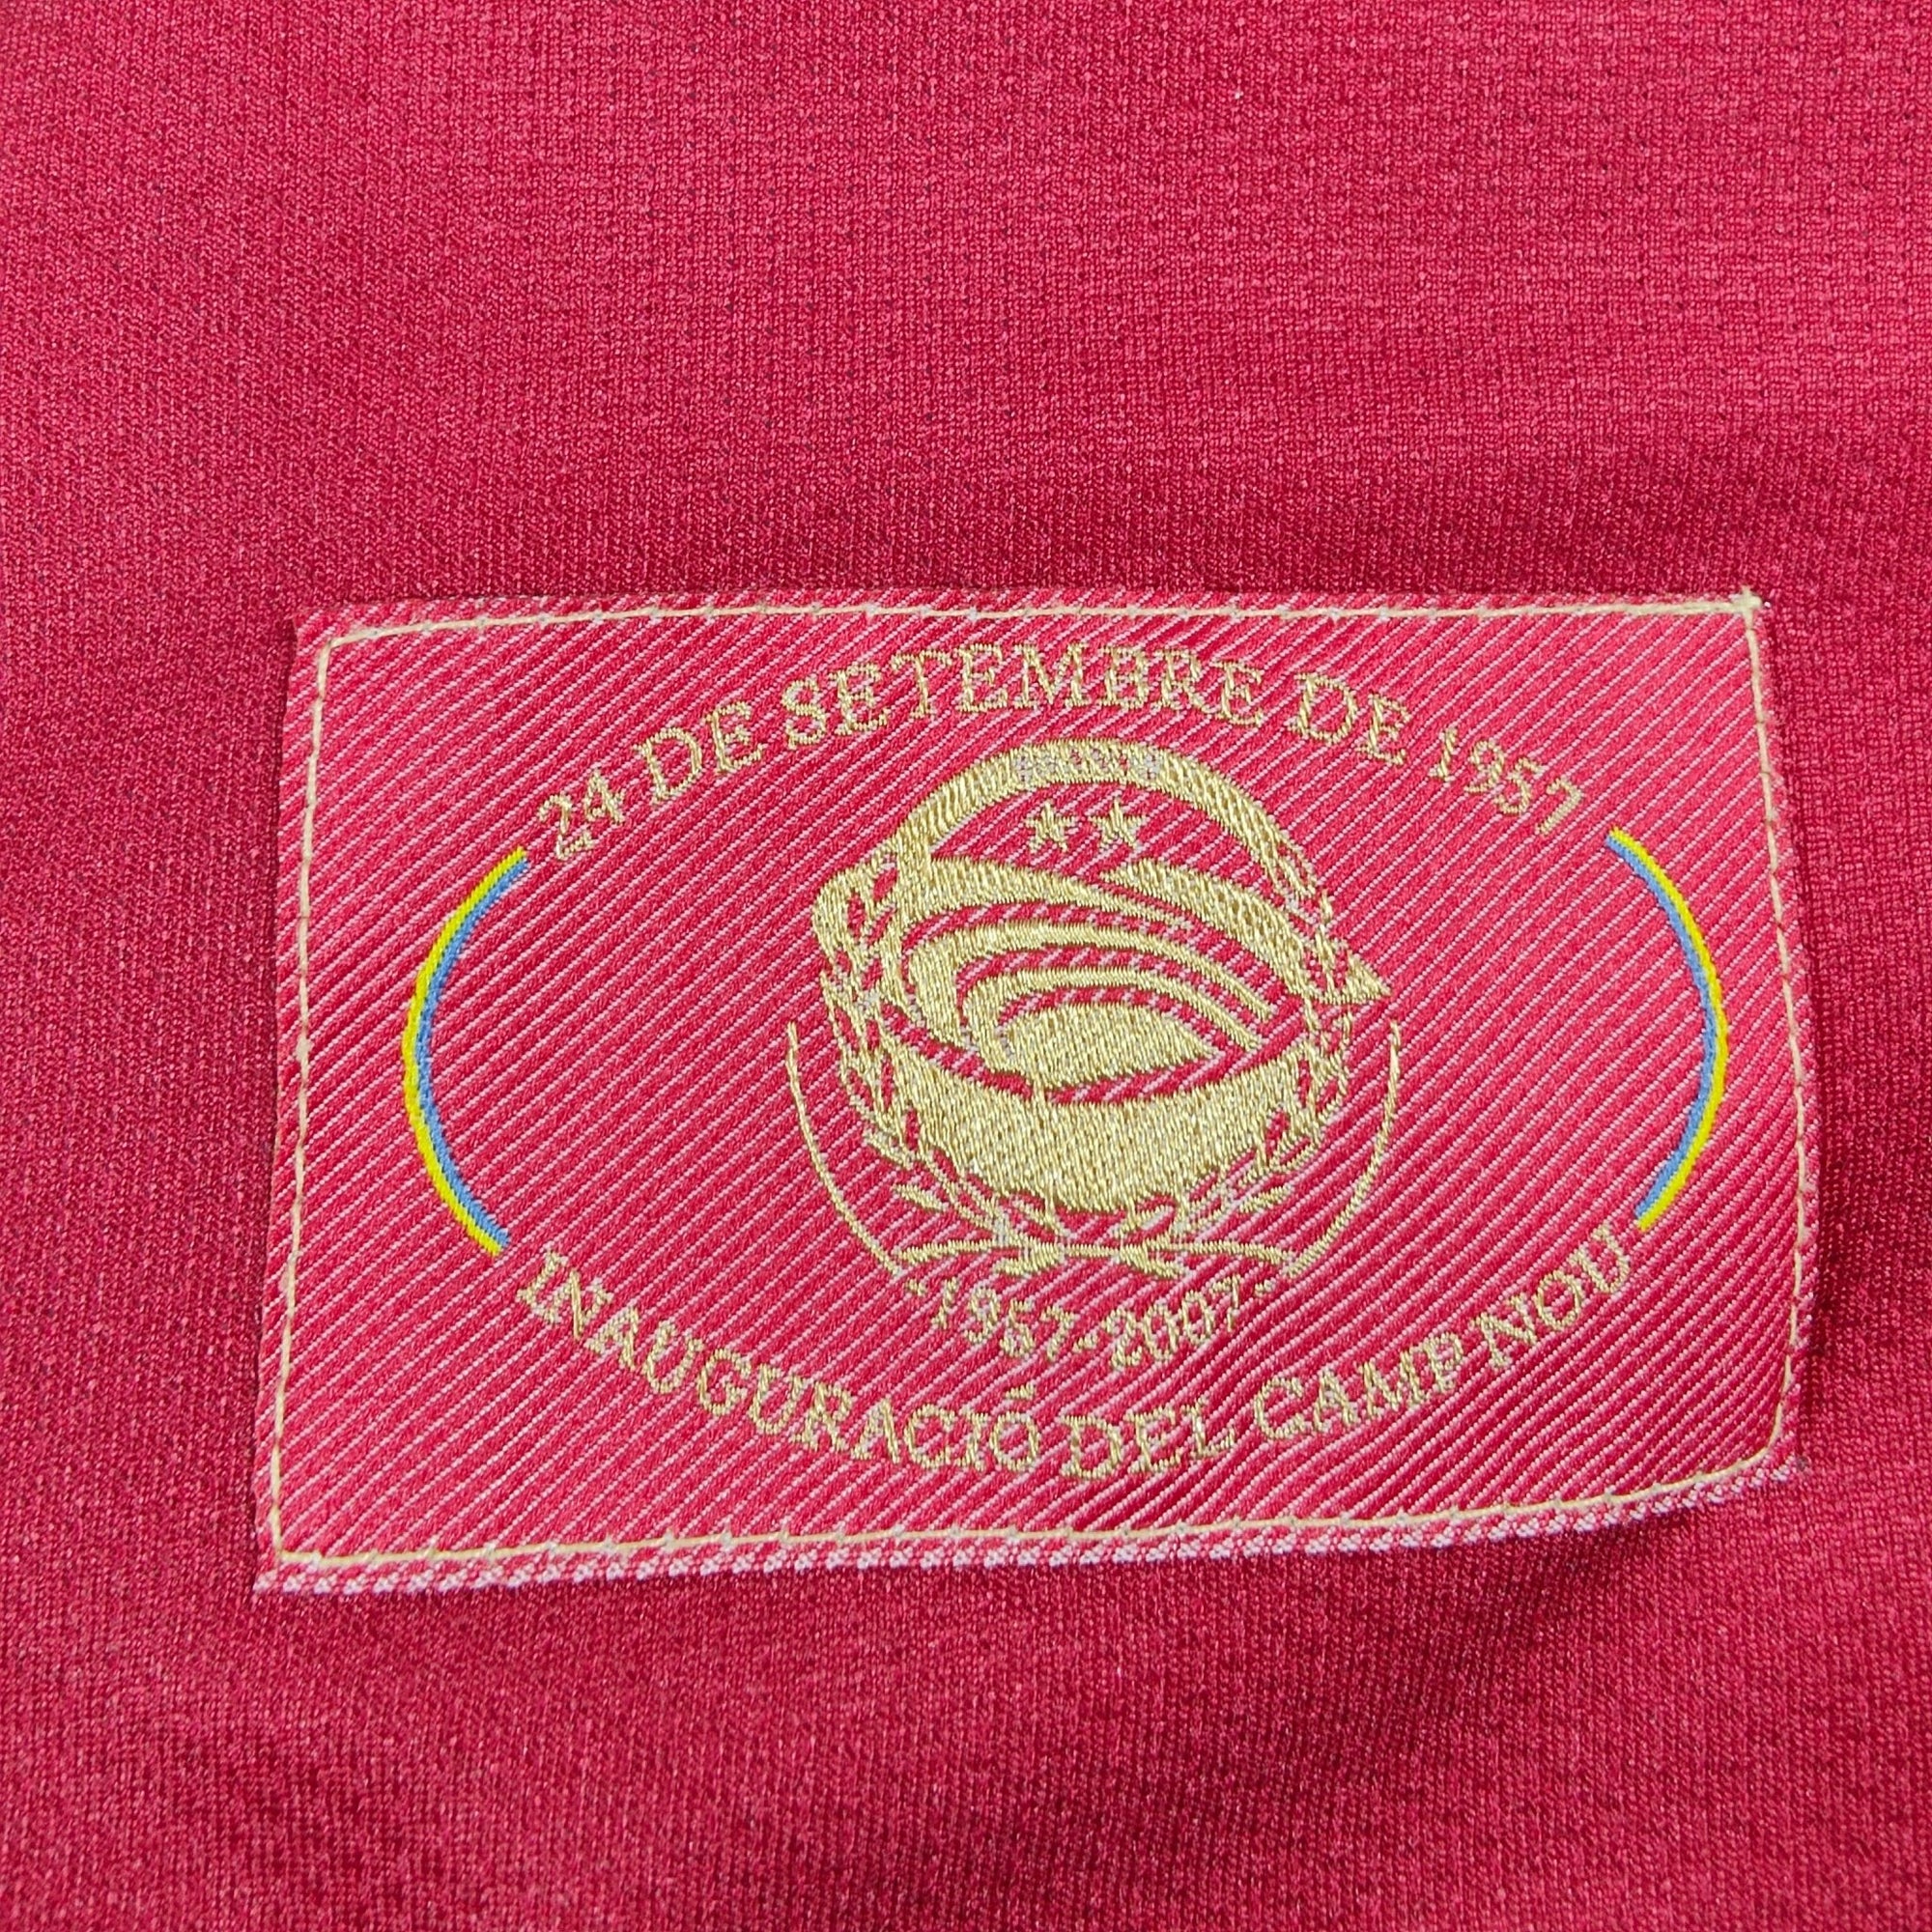 24 DE SETEMBRE DE 1957
-1957-2007-
INAUGURACIÓ DEL CAMP NOU